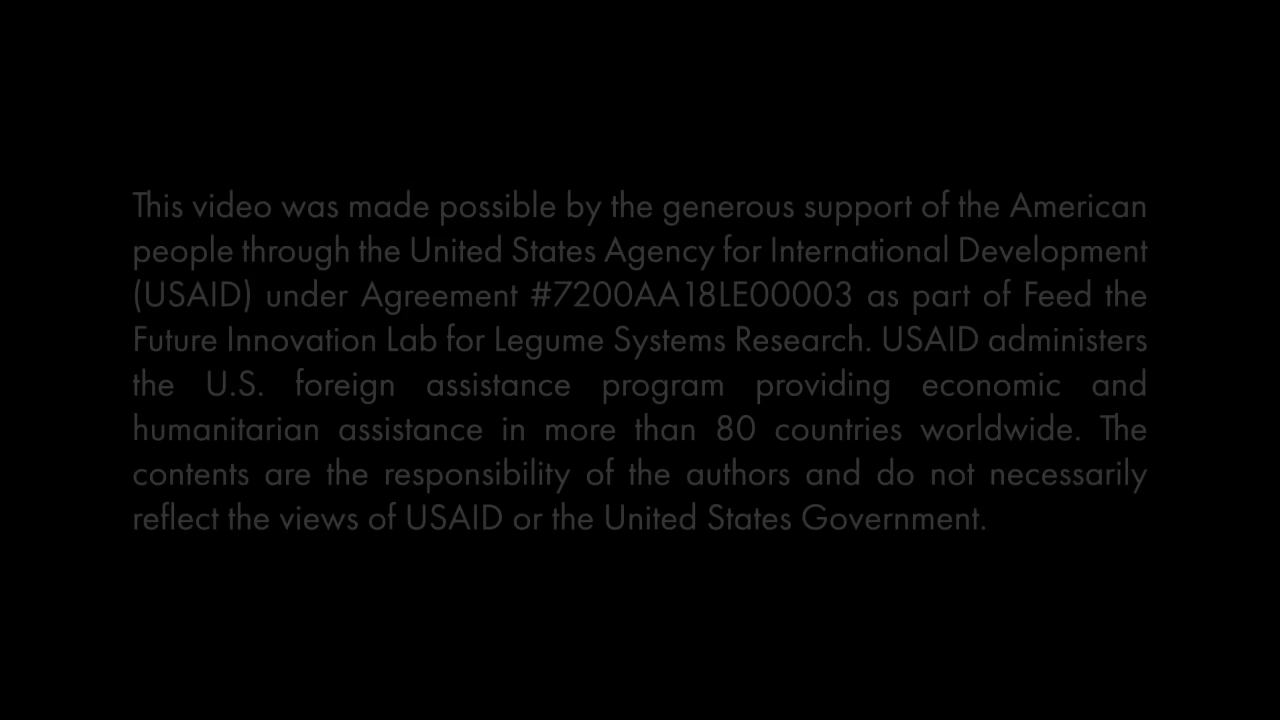 This video was made possible by the generous support of the American
people through the United States Agency for International Development
(USAID) under Agreement #7200AA18LE00003 as part of Feed the
Future Innovation Lab for Legume Systems Research. USAID administers
the U.S. foreign assistance program providing economic and
humanitarian assistance in more than 80 countries worldwide. The
contents are the responsibility of the authors and do not necessarily
reflect the views of USAID or the United States Government.